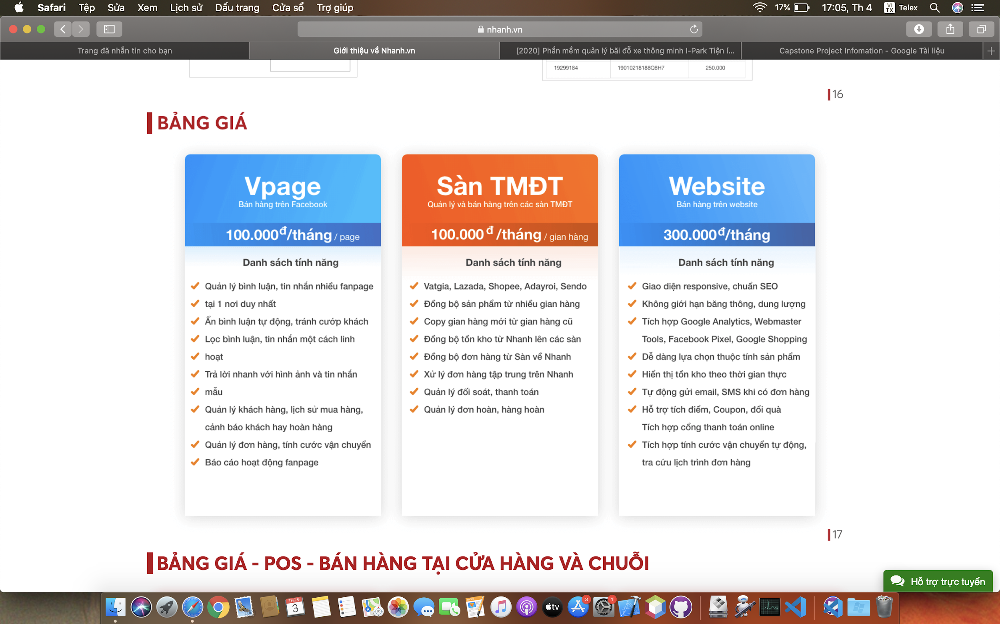 Safari Tệp Sửa Xem Lịch sử Dấu trang Cửa sổ Trợ giúp 17% 17:05, Th 4 VI TX Telex
nhanh.vn
Trang đã nhắn tin cho bạn
Giới thiệu về Nhanh.vn
[2020] Phần mềm quản lý bãi đỗ xe thông minh I-Park Tiện í...
Capstone Project Infomation - Google Tài liệu
19299184 19010218188Q8H7 250.000
16
BẢNG GIÁ
Vpage
Bán hàng trên Facebook
100.000đ/tháng / page
Danh sách tính năng
Quản lý bình luận, tin nhắn nhiều fanpage
tại 1 nơi duy nhất
Ẩn bình luận tự động, tránh cướp khách
Lọc bình luận, tin nhắn một cách linh
hoạt
Trả lời nhanh với hình ảnh và tin nhắn
mẫu
Quản lý khách hàng, lịch sử mua hàng,
cảnh báo khách hay hoàn hàng
Quản lý đơn hàng, tính cước vận chuyển
Báo cáo hoạt động fanpage
Sàn TMĐT
Quản lý và bán hàng trên các sàn TMĐT
100.000 đ /tháng / gian hàng
Danh sách tính năng
Vatgia, Lazada, Shopee, Adayroi, Sendo
Đồng bộ sản phẩm từ nhiều gian hàng
Copy gian hàng mới từ gian hàng cũ
Đồng bộ tồn kho từ Nhanh lên các sàn
Đồng bộ đơn hàng từ Sàn về Nhanh
Xử lý đơn hàng tập trung trên Nhanh
Quản lý đối soát, thanh toán
Quản lý đơn hoàn, hàng hoàn
Website
Bán hàng trên website
300.000đ/tháng
Danh sách tính năng
Giao diện responsive, chuẩn SEO
Không giới hạn băng thông, dung lượng
Tích hợp Google Analytics, Webmaster
Tools, Facebook Pixel, Google Shopping
Dễ dàng lựa chọn thuộc tính sản phẩm
Hiển thị tồn kho theo thời gian thực
Tự động gửi email, SMS khi có đơn hàng
Hỗ trợ tích điểm, Coupon, đổi quà
Tích hợp cổng thanh toán online
Tích hợp tính cước vận chuyển tự động,
tra cứu lịch trình đơn hàng
17
BẢNG GIÁ - POS - BÁN HÀNG TẠI CỬA HÀNG VÀ CHUỖI
Hỗ trợ trực tuyến
THG 6
3
3D
PAGES
tv
3
1